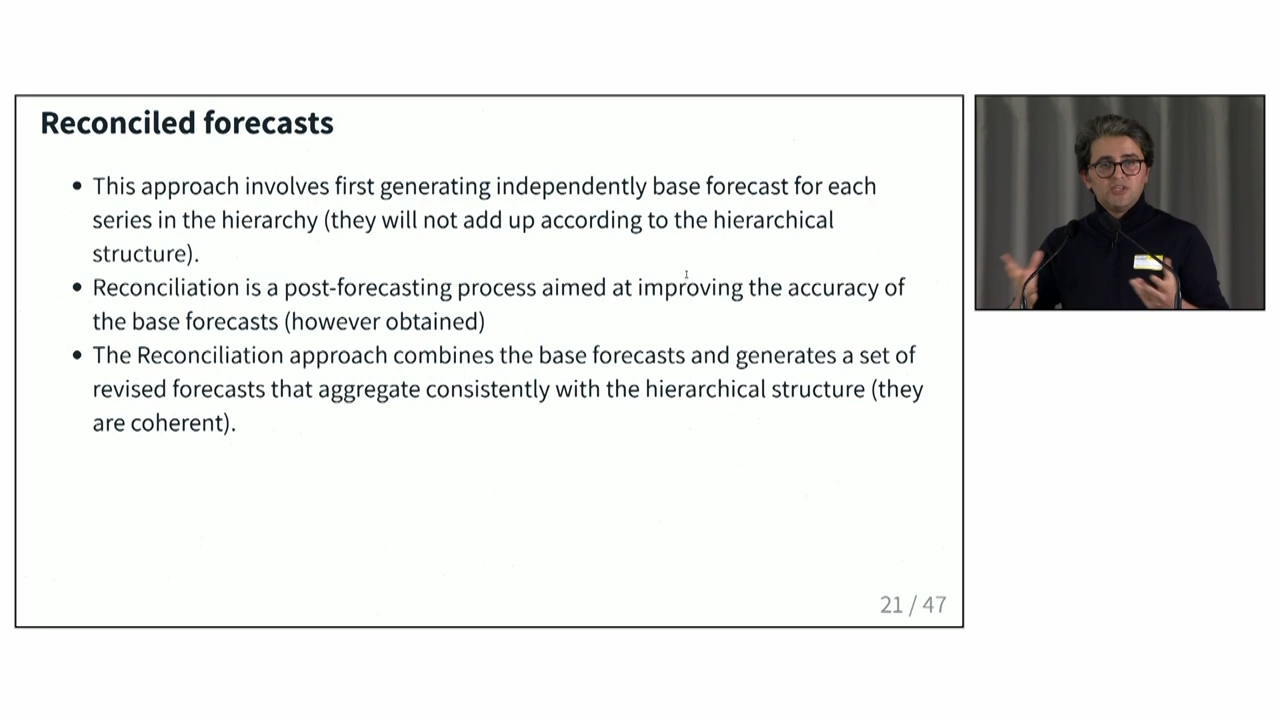 Reconciled forecasts
• This approach involves first generating independently base forecast for each
series in the hierarchy (they will not add up according to the hierarchical
structure).
• Reconciliation is a post-forecasting process aimed at improving the accuracy of
the base forecasts (however obtained)
• The Reconciliation approach combines the base forecasts and generates a set of
revised forecasts that aggregate consistently with the hierarchical structure (they
are coherent).
21 / 47